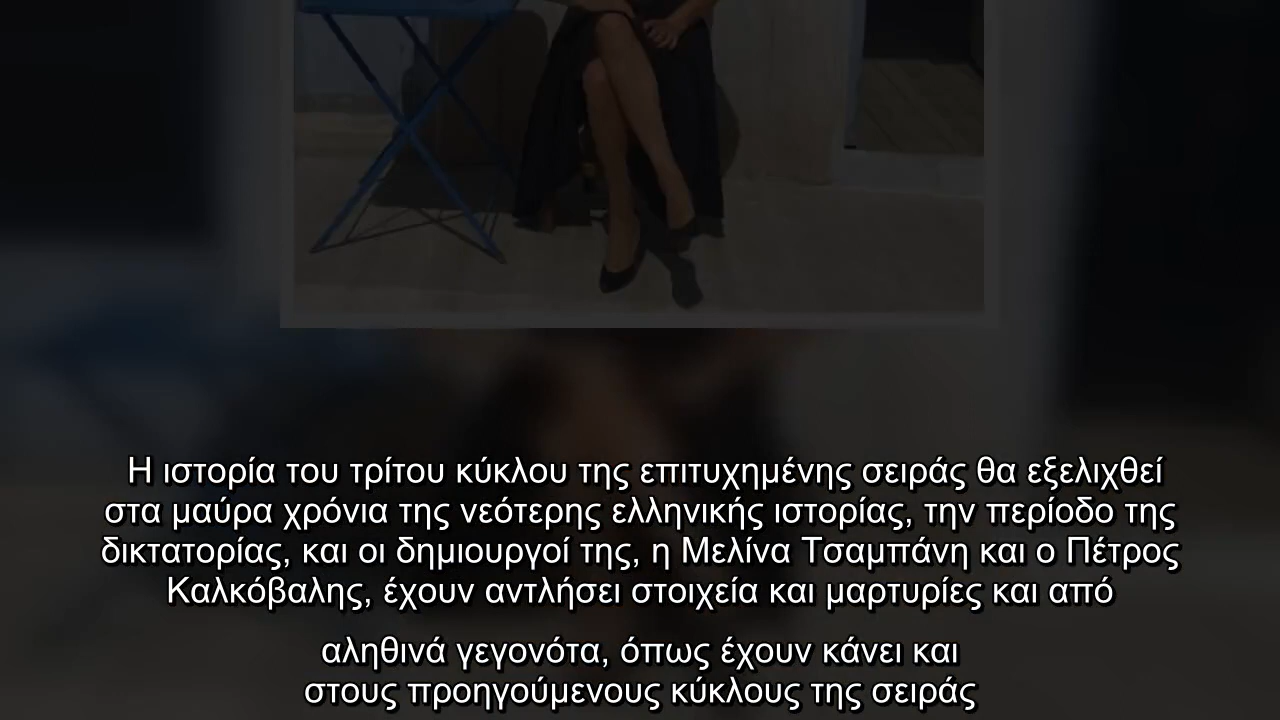 Η ιστορία του τρίτου κύκλου της επιτυχημένης σειράς θα εξελιχθεί
στα μαύρα χρόνια της νεότερης ελληνικής ιστορίας, την περίοδο της
δικτατορίας, και οι δημιουργοί της, η Μελίνα Τσαμπάνη και ο Πέτρος
Καλκόβαλης, έχουν αντλήσει στοιχεία και μαρτυρίες και από
αληθινά γεγονότα, όπως έχουν κάνει και
στους προηγούμενους κύκλους της σειράς